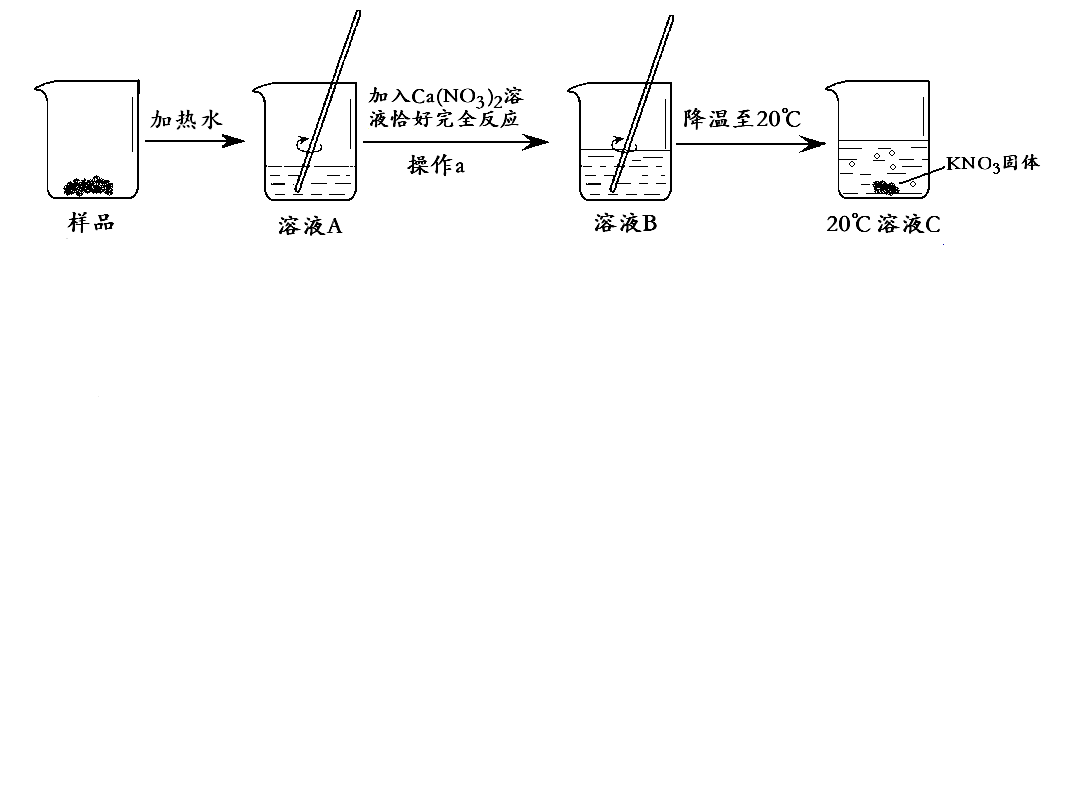 加热水
加入Ca(NO3)2溶
液恰好完全反应
操作a
降温至20℃
KNO3固体
样品
溶液A
溶液B
20℃ 溶液C